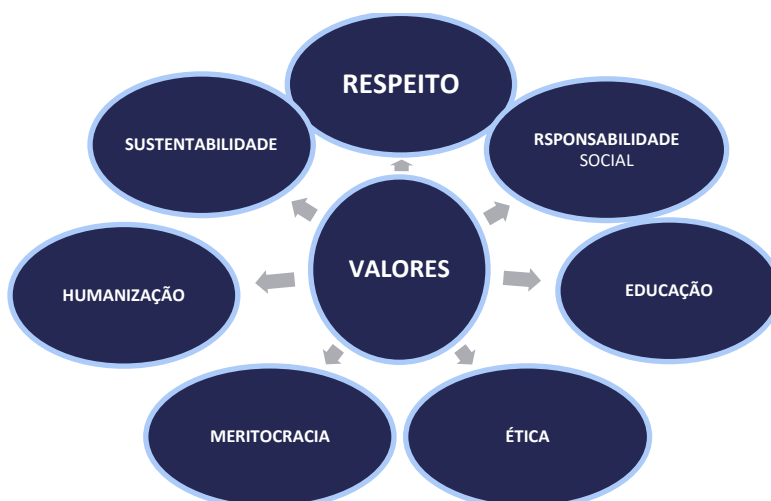 RESPEITO
SUSTENTABILIDADE
RSPONSABILIDADE
SOCIAL
VALORES
HUMANIZAÇÃO
EDUCAÇÃO
MERITOCRACIA
ÉTICA